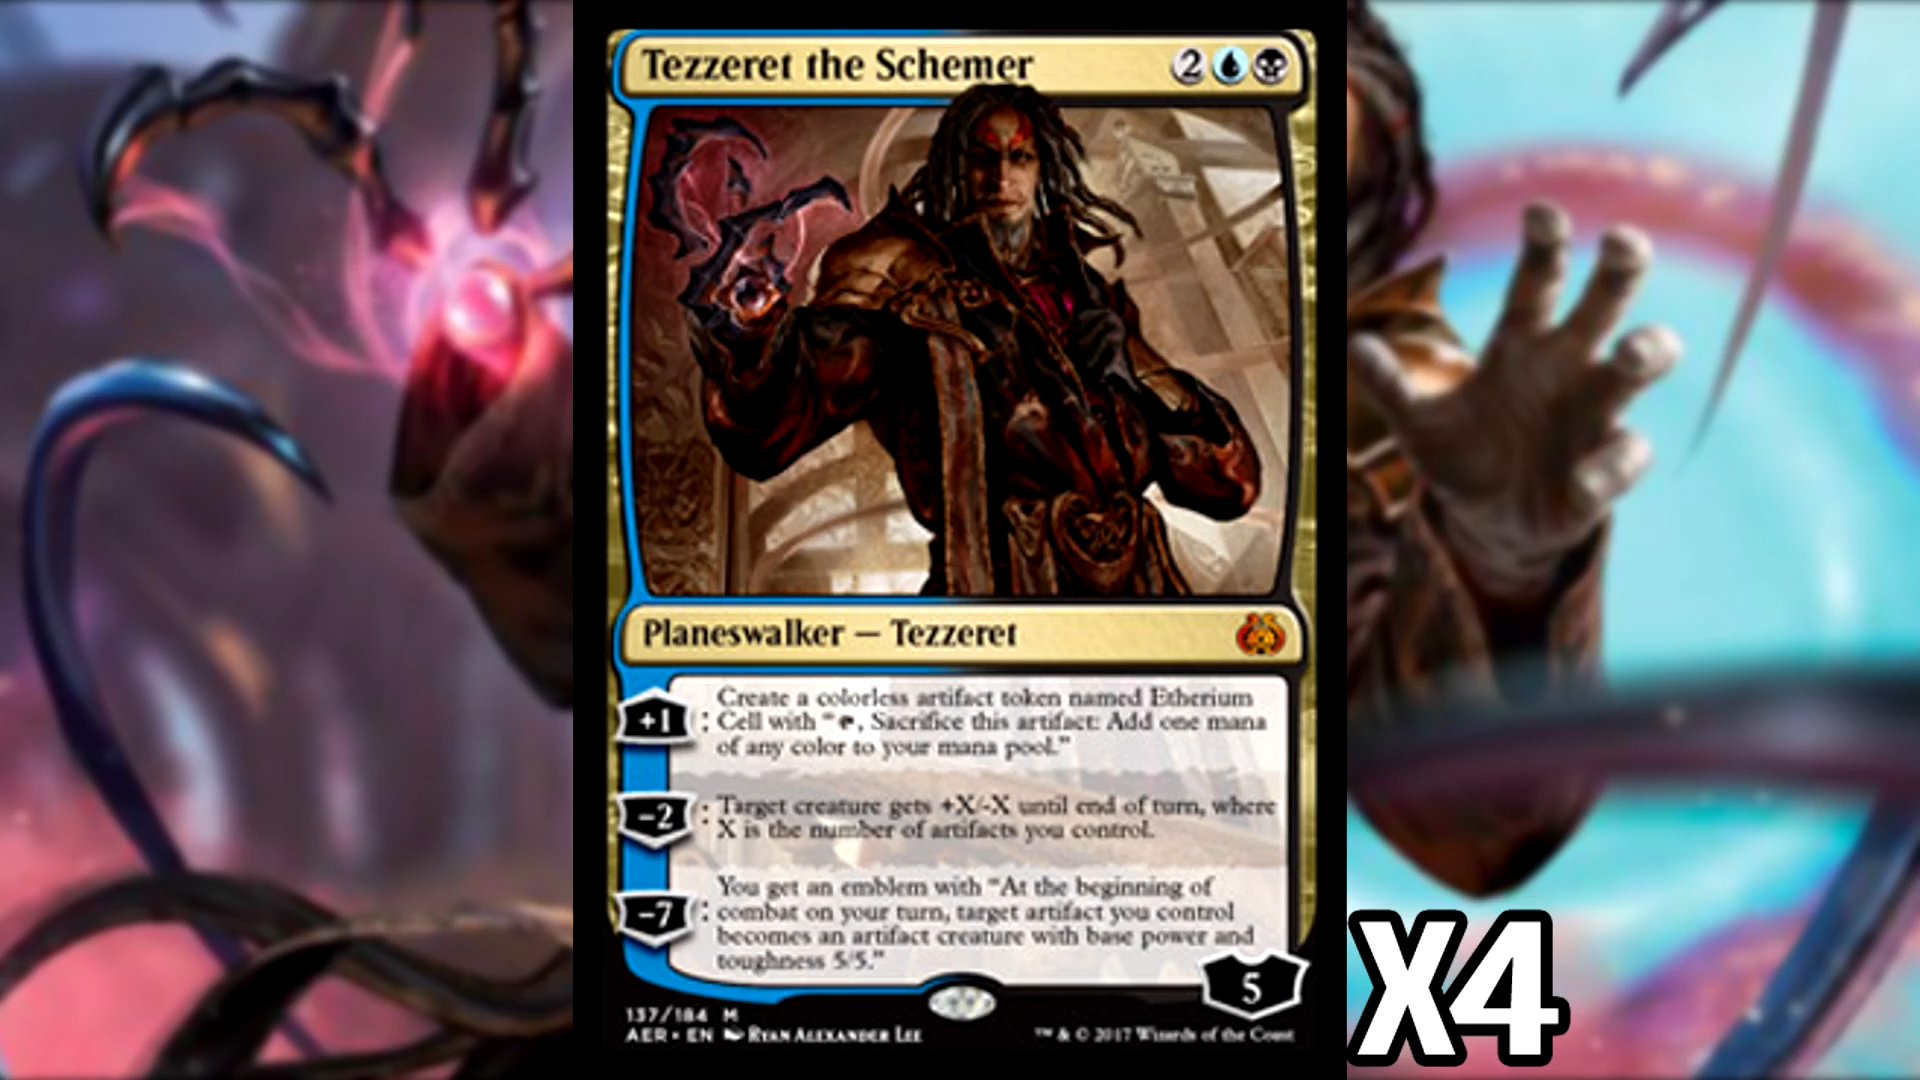 Tezzeret the Schemer 2
Planeswalker — Tezzeret
Create a colorless artifact token named Etherium
+1 : Cell with “, Sacrifice this artifact: Add one mana
of any color to your mana pool.”
−2 : Target creature gets +X/-X until end of turn, where
X is the number of artifacts you control.
You get an emblem with “At the beginning of
−7 : combat on your turn, target artifact you control
becomes an artifact creature with base power and
toughness 5/5.”
5
137/184 M
AER • EN Ryan Alexander Lee
™ & © 2017 Wizards of the Coast
X4